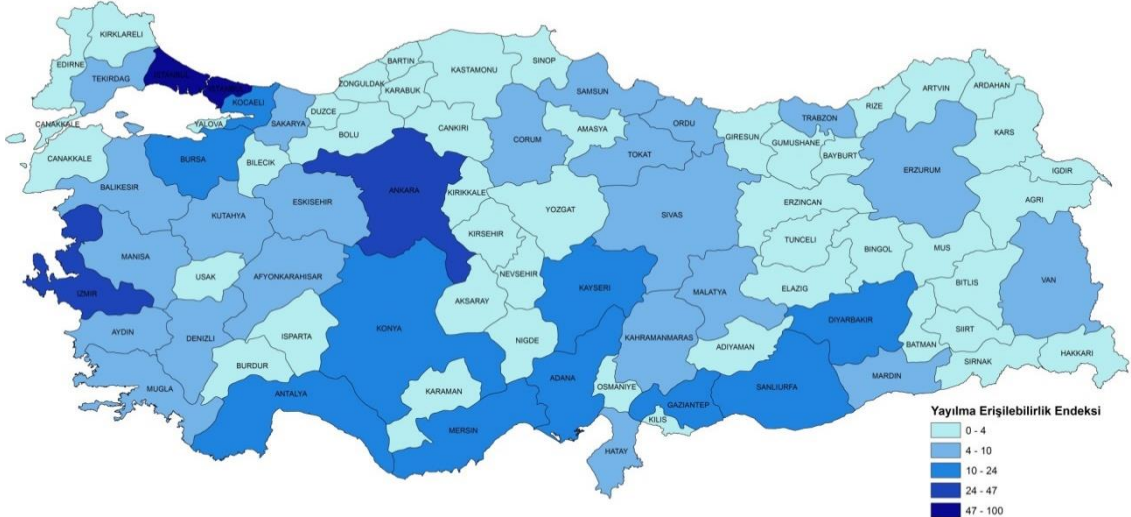 KIRKLARELI
EDIRNE
TEKIRDAG
ISTANBUL
ISTANBUL
KOCAELI
YALOVA
SAKARYA
DUZCE
ZONGULDAK
BARTIN
KARABUK
KASTAMONU
SINOP
SAMSUN
ORDU
GIRESUN
TRABZON
RIZE
ARTVIN
ARDAHAN
KARS
CANAKKALE
CANAKKALE
BURSA
BILECIK
BOLU
CANKIRI
CORUM
AMASYA
TOKAT
GUMUSHANE
BAYBURT
ERZURUM
IGDIR
AGRI
BALIKESIR
KUTAHYA
ESKISEHIR
ANKARA
KIRIKKALE
YOZGAT
SIVAS
ERZINCAN
TUNCELI
BINGOL
MUS
MANISA
USAK
AFYONKARAHISAR
KIRSEHIR
NEVSEHIR
KAYSERI
MALATYA
ELAZIG
BITLIS
VAN
IZMIR
AYDIN
DENIZLI
ISPARTA
KONYA
AKSARAY
NIGDE
KAHRAMANMARAS
ADIYAMAN
DIYARBAKIR
BATMAN
SIIRT
SIRNAK
HAKKARI
MUGLA
BURDUR
ANTALYA
KARAMAN
MERSIN
ADANA
OSMANIYE
GAZIANTEP
KILIS
SANLIURFA
MARDIN
HATAY
Yayılma Erişilebilirlik Endeksi
0 - 4
4 - 10
10 - 24
24 - 47
47 - 100